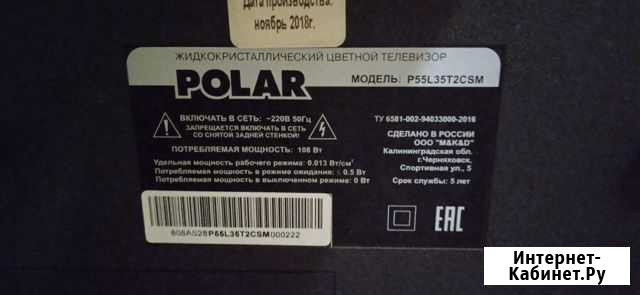 Дата производства:
ноябрь 2018г.
ЖИДКОКРИСТАЛЛИЧЕСКИЙ ЦВЕТНОЙ ТЕЛЕВИЗОР
POLAR
МОДЕЛЬ: P55L35T2CSM
ВКЛЮЧАТЬ В СЕТЬ: ~220В 50Гц
ЗАПРЕЩАЕТСЯ ВКЛЮЧАТЬ В СЕТЬ
СО СНЯТОЙ ЗАДНЕЙ СТЕНКОЙ!
ПОТРЕБЛЯЕМАЯ МОЩНОСТЬ: 108 Вт
Удельная мощность рабочего режима: 0.013 Вт/см²
Потребляемая мощность в режиме ожидания: ≤ 0.5 Вт
Потребляемая мощность в выключенном режиме: 0 Вт
ТУ 6581-002-94033000-2016
СДЕЛАНО В РОССИИ
ООО "M&K&D"
Калининградская обл.
г.Черняховск,
Спортивная ул., 5
Срок службы: 5 лет
808AS28P55L35T2CSM000222
EAC
Интернет-
Кабинет.Ру